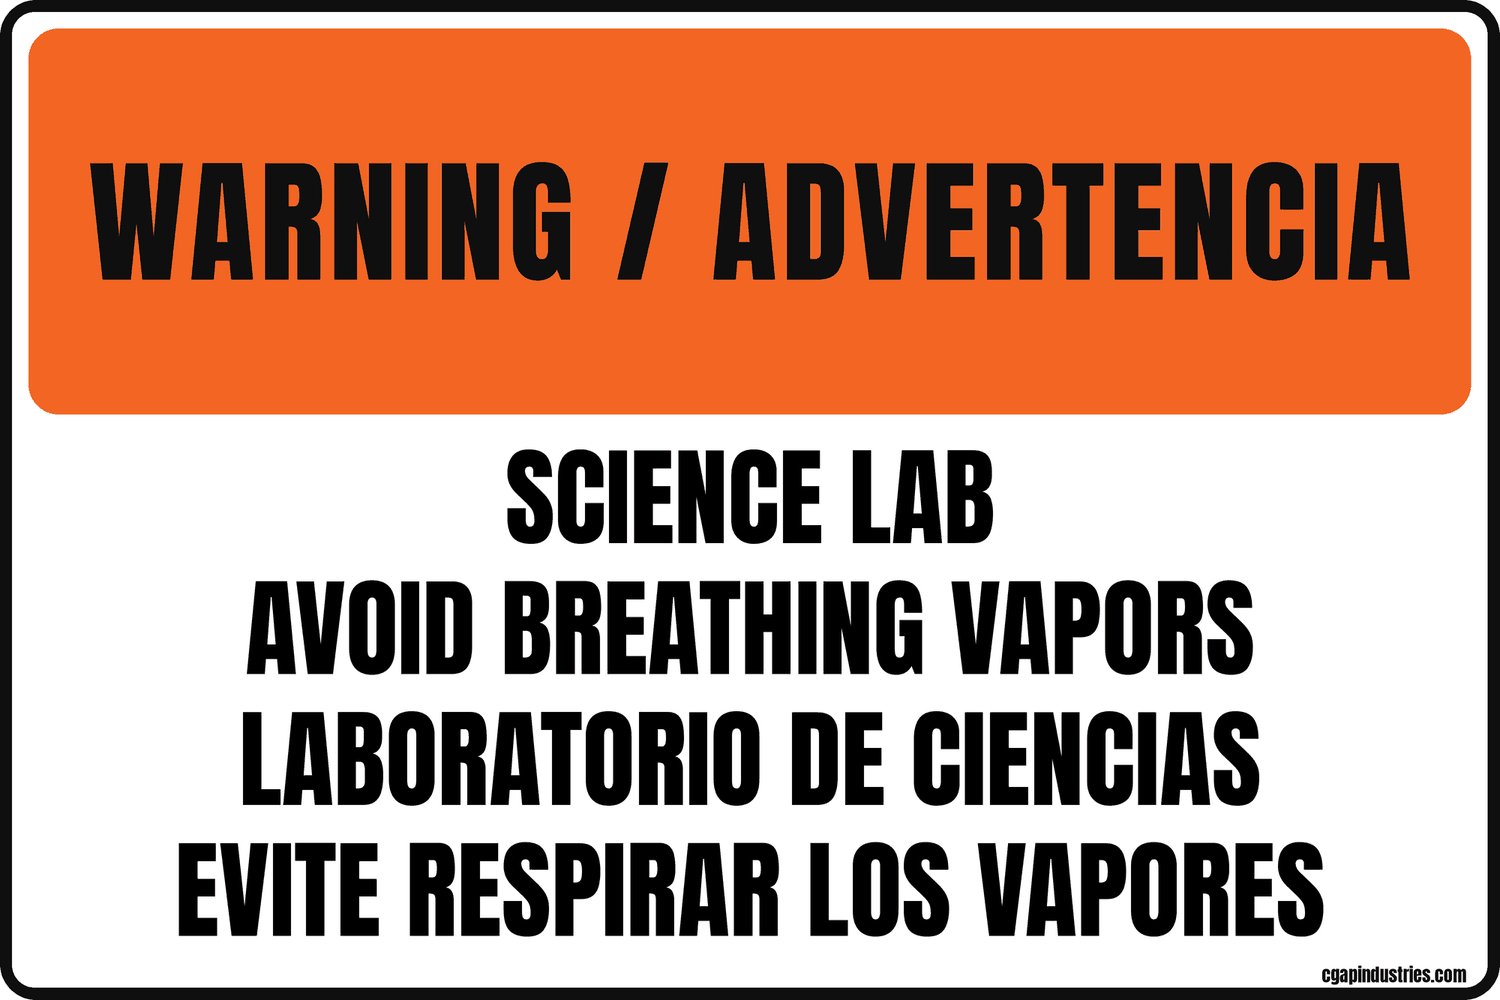 WARNING / ADVERTENCIA
SCIENCE LAB
AVOID BREATHING VAPORS
LABORATORIO DE CIENCIAS
EVITE RESPIRAR LOS VAPORES
cgapindustries.com